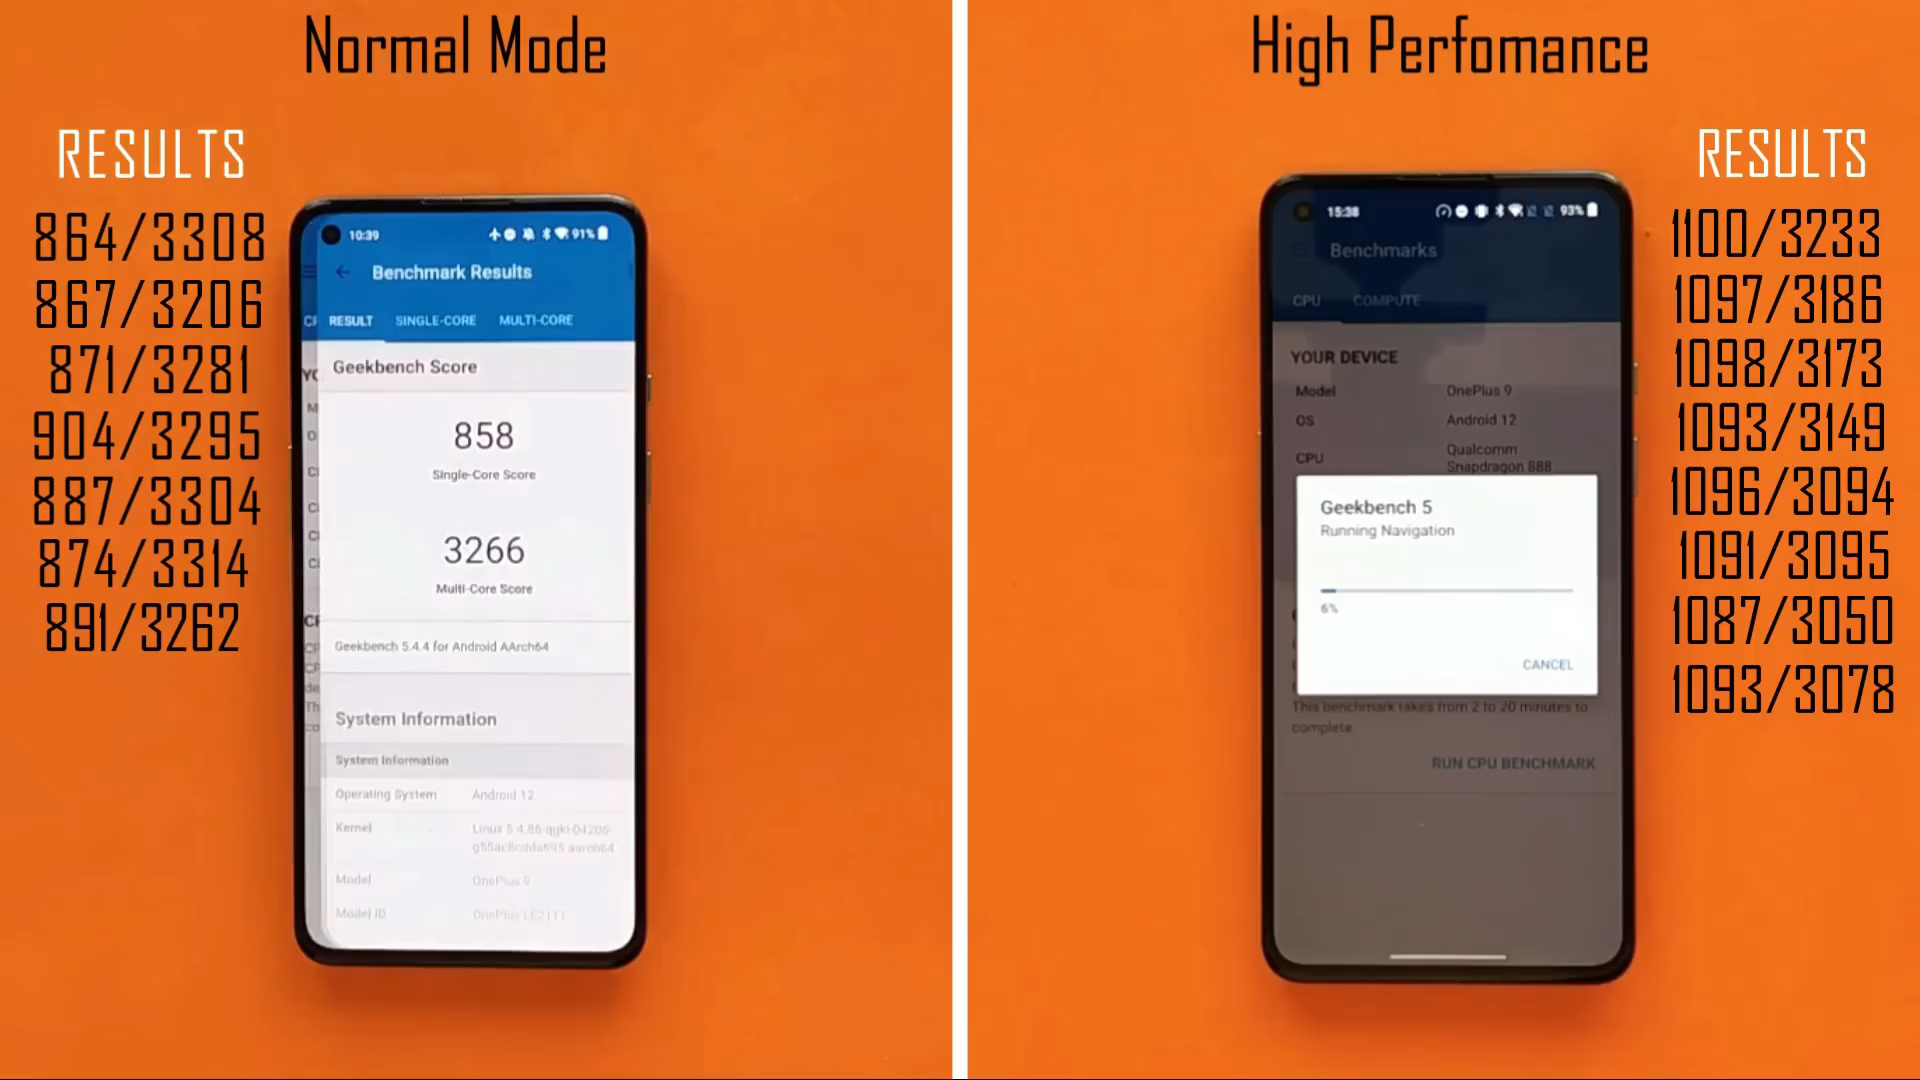 Normal Mode
RESULTS
864/3308
867/3206
871/3281
904/3295
887/3304
874/3314
891/3262
10:39
91%
Benchmark Results
RESULT SINGLE-CORE MULTI-CORE
Geekbench Score
858
Single-Core Score
3266
Multi-Core Score
Geekbench 5.4.4 for Android AArch64
System Information
System Information
Operating System Android 12
Kernel
Model OnePlus 9
Model ID
High Perfomance
RESULTS
1100/3233
1097/3186
1098/3173
1093/3149
1096/3094
1091/3095
1087/3050
1093/3078
15:38 93%
Benchmarks
CPU COMPUTE
YOUR DEVICE
Model OnePlus 9
OS Android 12
CPU Qualcomm
Snapdragon 888
Geekbench 5
Running Navigation
6%
CANCEL
This benchmark takes from 2 to 20 minutes to
complete.
RUN CPU BENCHMARK